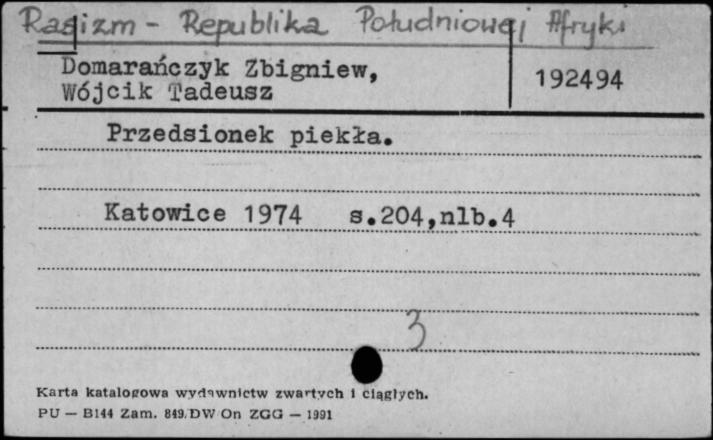 Rasizm - Republika Południowej Afryki
Domarańczyk Zbigniew, 192494
Wójcik Tadeusz
Przedsionek piekła.
Katowice 1974 s.204,nlb.4
3
Karta katalogowa wydawnictw zwartych i ciągłych.
PU — B144 Zam. 849/DW/On ZGG — 1991